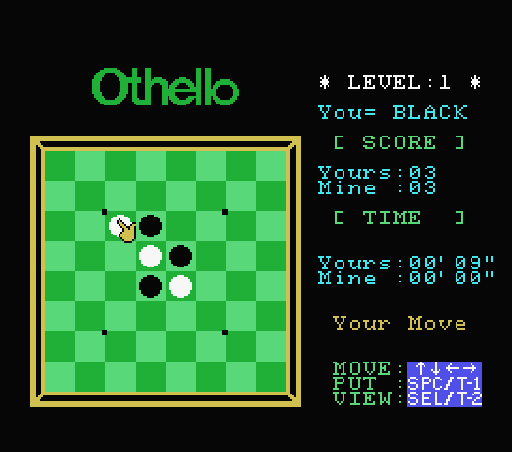 Othello
* LEVEL:1 *
You= BLACK
[ SCORE ]
Yours:03
Mine :03
[ TIME ]
Yours:00'09"
Mine :00'00"
Your Move
MOVE:↑↓←→
PUT :SPC/T-1
VIEW:SEL/T-2